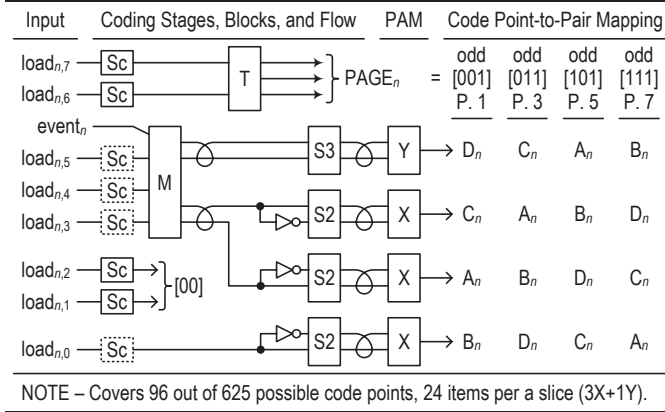 Input Coding Stages, Blocks, and Flow PAM Code Point-to-Pair Mapping
load_n,7 Sc T PAGE_n = odd [001] P. 1 odd [011] P. 3 odd [101] P. 5 odd [111] P. 7
load_n,6 Sc
event_n
load_n,5 Sc M S3 Y D_n C_n A_n B_n
load_n,4 Sc
load_n,3 Sc S2 X C_n A_n B_n D_n
load_n,2 Sc [00] S2 X A_n B_n D_n C_n
load_n,1 Sc
load_n,0 Sc S2 X B_n D_n C_n A_n
NOTE – Covers 96 out of 625 possible code points, 24 items per a slice (3X+1Y).